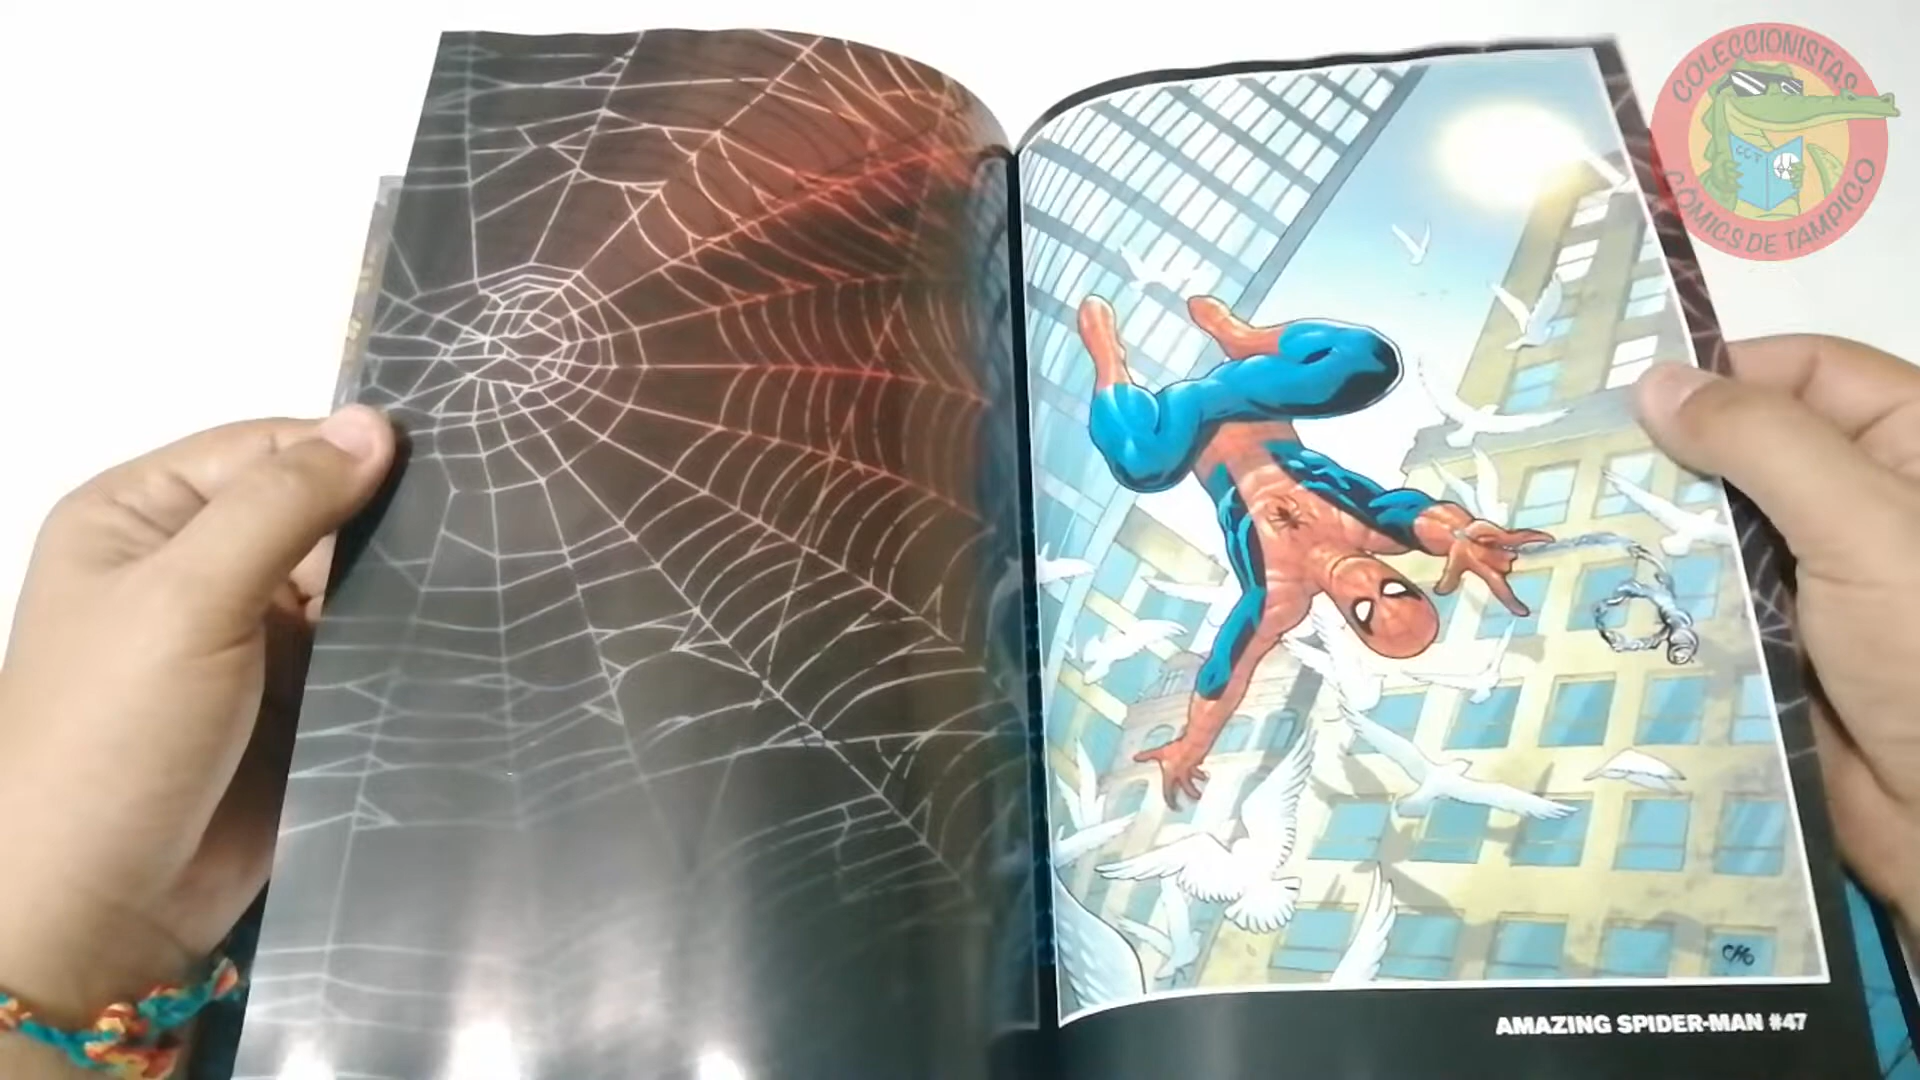 COLECCIONISTAS
CCT
CÓMICS DE TAMPICO
CHO
AMAZING SPIDER-MAN #47